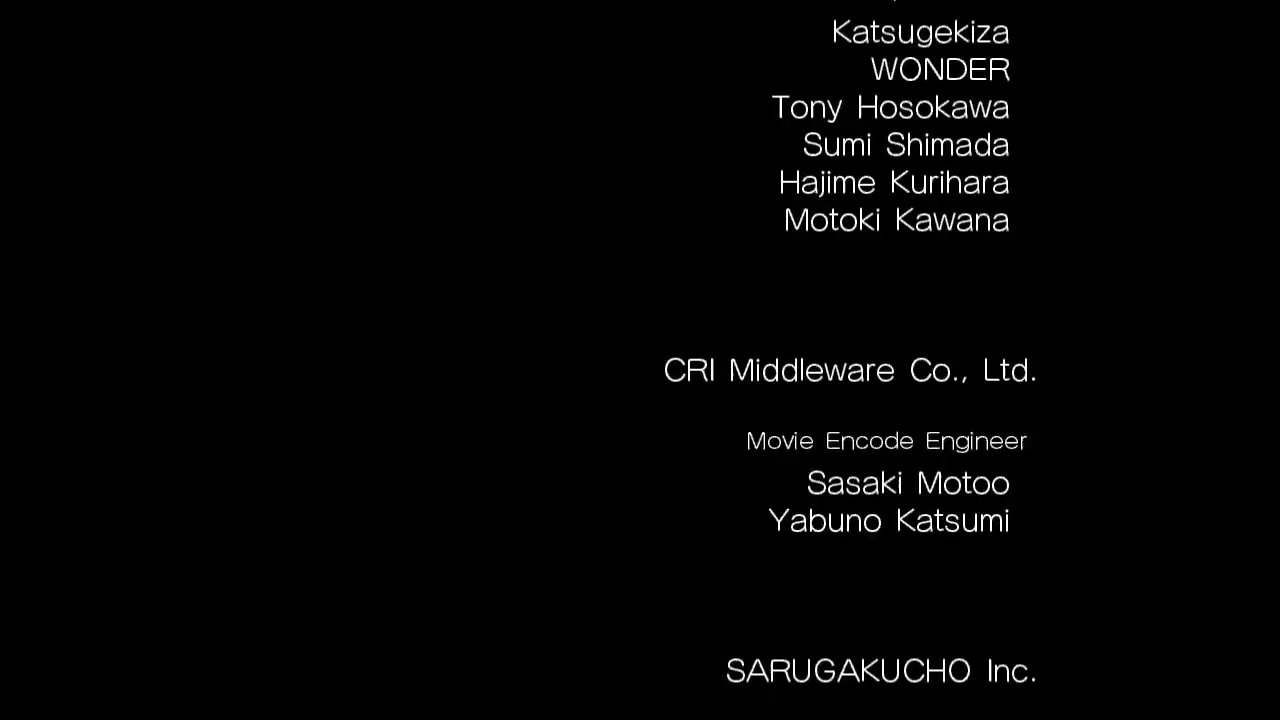 Katsugekiza
WONDER
Tony Hosokawa
Sumi Shimada
Hajime Kurihara
Motoki Kawana
CRI Middleware Co., Ltd.
Movie Encode Engineer
Sasaki Motoo
Yabuno Katsumi
SARUGAKUCHO Inc.